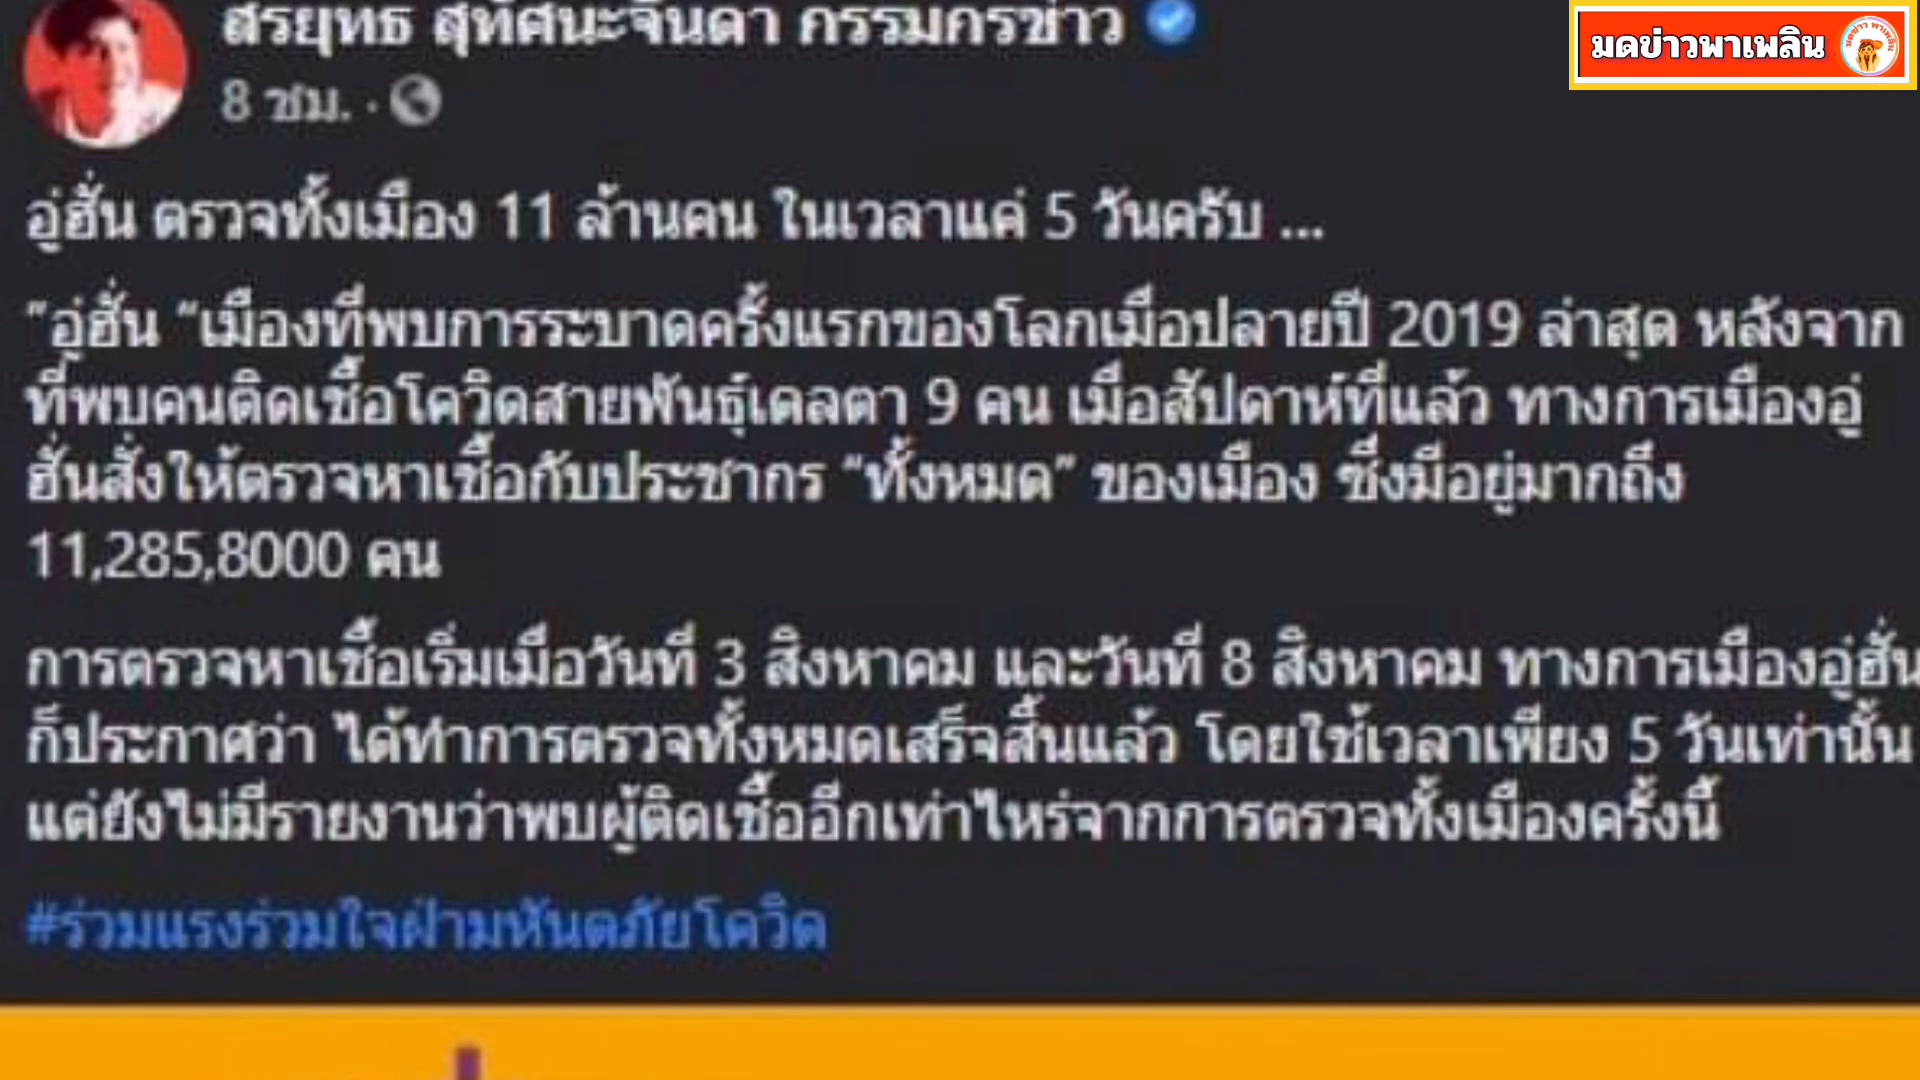 สรยุทธ สุทัศนะจินดา กรรมกรข่าว
มดข่าวพาเพลิน
8 ชม. ·
อู่ฮั่น ตรวจทั้งเมือง 11 ล้านคน ในเวลาแค่ 5 วันครับ ...
"อู่ฮั่น "เมืองที่พบการระบาดครั้งแรกของโลกเมื่อปลายปี 2019 ล่าสุด หลังจาก
ที่พบคนติดเชื้อโควิดสายพันธุ์เดลตา 9 คน เมื่อสัปดาห์ที่แล้ว ทางการเมืองอู่
ฮั่นสั่งให้ตรวจหาเชื้อกับประชากร "ทั้งหมด" ของเมือง ซึ่งมีอยู่มากถึง
11,285,8000 คน
การตรวจหาเชื้อเริ่มเมื่อวันที่ 3 สิงหาคม และวันที่ 8 สิงหาคม ทางการเมืองอู่ฮั่น
ก็ประกาศว่า ได้ทำการตรวจทั้งหมดเสร็จสิ้นแล้ว โดยใช้เวลาเพียง 5 วันเท่านั้น
แต่ยังไม่มีรายงานว่าพบผู้ติดเชื้ออีกเท่าไหร่จากการตรวจทั้งเมืองครั้งนี้
#ร่วมแรงร่วมใจฝ่ามหันตภัยโควิด